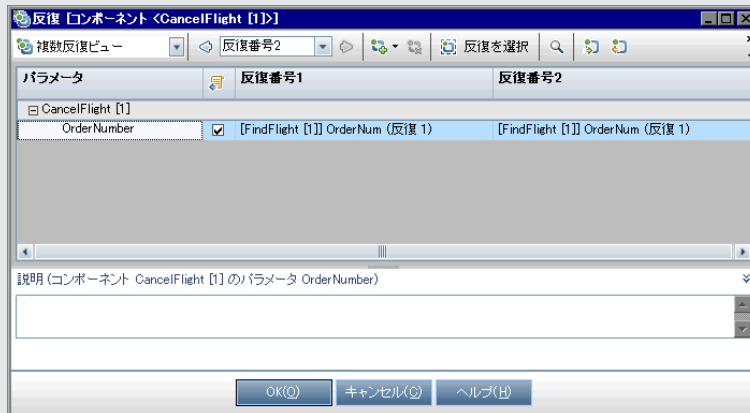 反復 [コンポーネント <CancelFlight [1]>]
複数反復ビュー 反復番号2 反復を選択
パラメータ 反復番号1 反復番号2
CancelFlight [1]
OrderNumber [FindFlight [1]] OrderNum (反復 1) [FindFlight [1]] OrderNum (反復 1)
説明 (コンポーネント CancelFlight [1] のパラメータ OrderNumber)
OK(O) キャンセル(C) ヘルプ(H)